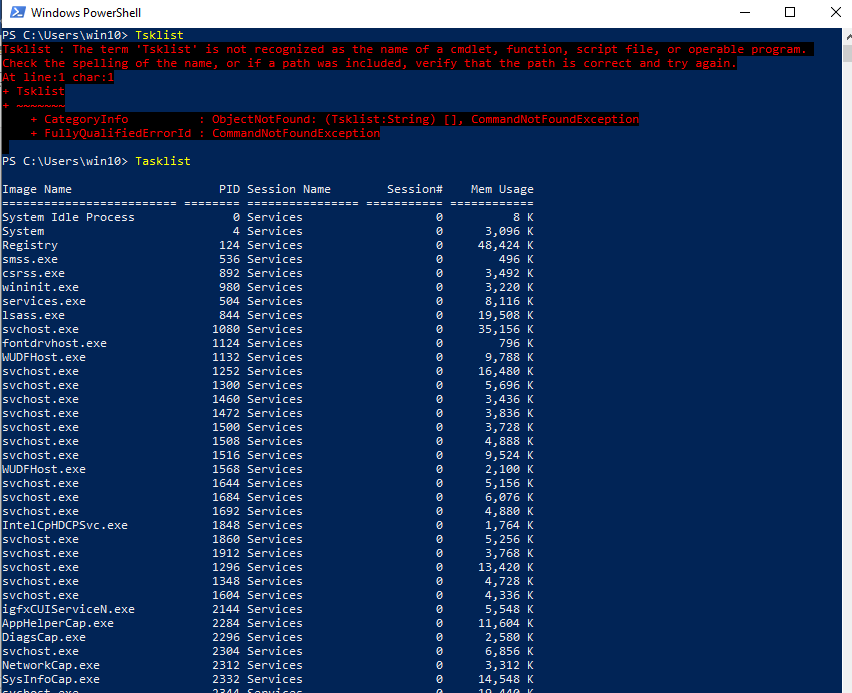 Windows PowerShell
PS C:\Users\win10> Tsklist
Tsklist : The term 'Tsklist' is not recognized as the name of a cmdlet, function, script file, or operable program.
Check the spelling of the name, or if a path was included, verify that the path is correct and try again.
At line:1 char:1
+ Tsklist
+ ~~~~~~~
    + CategoryInfo          : ObjectNotFound: (Tsklist:String) [], CommandNotFoundException
    + FullyQualifiedErrorId : CommandNotFoundException
PS C:\Users\win10> Tasklist
Image Name                     PID Session Name        Session#    Mem Usage
========================= ======== ================ =========== ============
System Idle Process              0 Services                   0          8 K
System                           4 Services                   0      3,096 K
Registry                       124 Services                   0     48,424 K
smss.exe                       536 Services                   0        496 K
csrss.exe                      892 Services                   0      3,492 K
wininit.exe                    980 Services                   0      3,220 K
services.exe                   504 Services                   0      8,116 K
lsass.exe                      844 Services                   0     19,508 K
svchost.exe                   1080 Services                   0     35,156 K
fontdrvhost.exe               1124 Services                   0        796 K
WUDFHost.exe                  1132 Services                   0      9,788 K
svchost.exe                   1252 Services                   0     16,480 K
svchost.exe                   1300 Services                   0      5,696 K
svchost.exe                   1460 Services                   0      3,436 K
svchost.exe                   1472 Services                   0      3,836 K
svchost.exe                   1500 Services                   0      3,728 K
svchost.exe                   1508 Services                   0      4,888 K
svchost.exe                   1516 Services                   0      9,524 K
WUDFHost.exe                  1568 Services                   0      2,100 K
svchost.exe                   1644 Services                   0      5,156 K
svchost.exe                   1684 Services                   0      6,076 K
svchost.exe                   1692 Services                   0      4,880 K
IntelCpHDCPSvc.exe            1848 Services                   0      1,764 K
svchost.exe                   1860 Services                   0      5,256 K
svchost.exe                   1912 Services                   0      3,768 K
svchost.exe                   1296 Services                   0     13,420 K
svchost.exe                   1348 Services                   0      4,728 K
svchost.exe                   1604 Services                   0      4,336 K
igfxCUIServiceN.exe           2144 Services                   0      5,548 K
AppHelperCap.exe              2284 Services                   0     11,604 K
DiagsCap.exe                  2296 Services                   0      2,580 K
svchost.exe                   2304 Services                   0      6,856 K
NetworkCap.exe                2312 Services                   0      3,312 K
SysInfoCap.exe                2332 Services                   0     14,548 K
svchost.exe                   2344 Services                   0     19,440 K